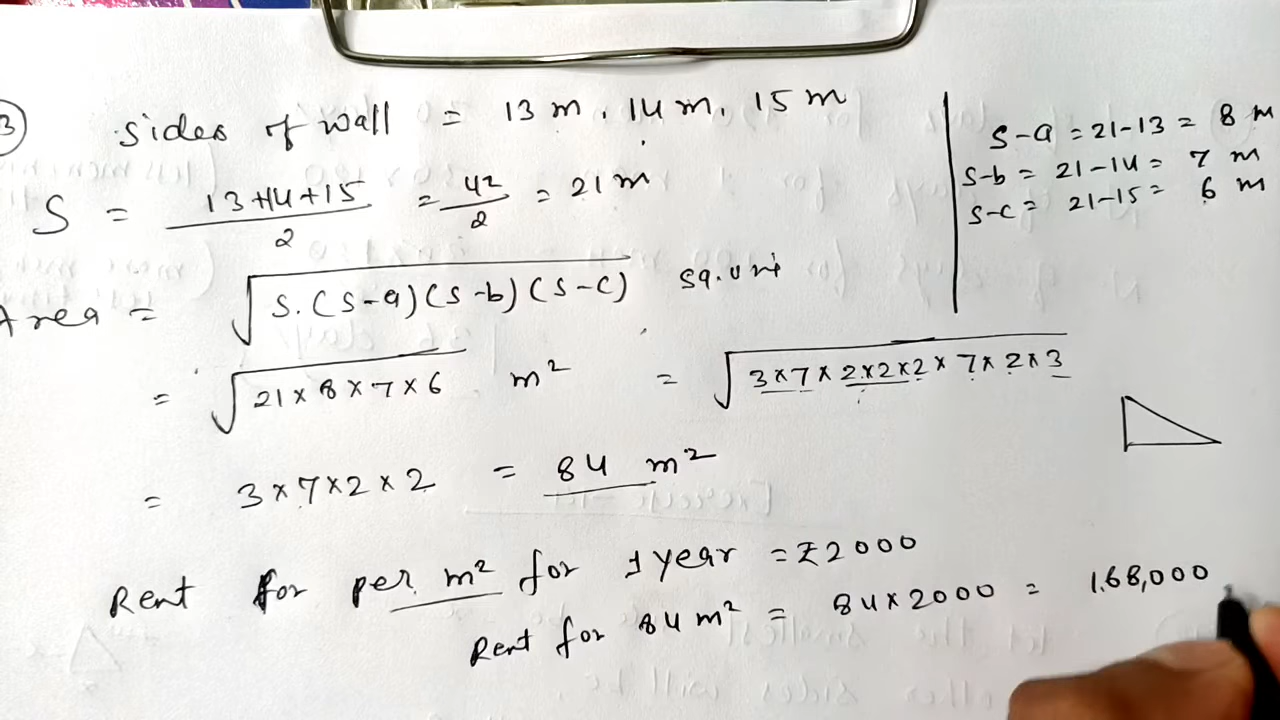 3
sides of wall = 13 m, 14 m, 15 m
S = 13+14+15 / 2 = 42 / 2 = 21 m
s-a = 21-13 = 8 m
s-b = 21-14 = 7 m
s-c = 21-15 = 6 m
Area = √s.(s-a)(s-b)(s-c) sq.uni
= √21×8×7×6 m² = √3×7×2×2×2×7×2×3
= 3×7×2×2 = 84 m²
Rent for per m² for 1 year = ₹2000
Rent for 84 m² = 84×2000 = 1,68,000